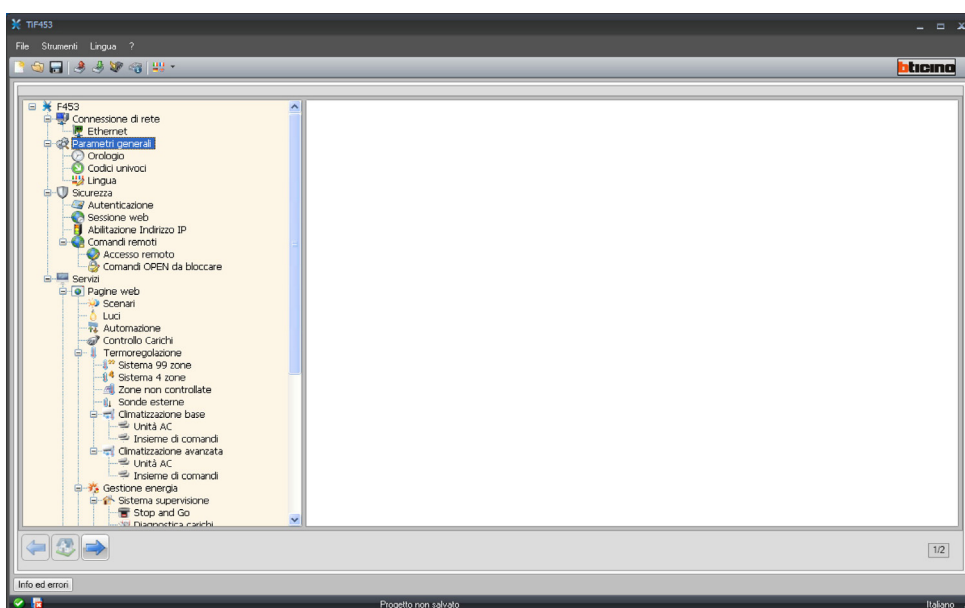 TiF453
File Strumenti Lingua ?
bticino
F453
Connessione di rete
Ethernet
Parametri generali
Orologio
Codici univoci
Lingua
Sicurezza
Autenticazione
Sessione web
Abilitazione Indirizzo IP
Comandi remoti
Accesso remoto
Comandi OPEN da bloccare
Servizi
Pagine web
Scenari
Luci
Automazione
Controllo Carichi
Termoregolazione
Sistema 99 zone
Sistema 4 zone
Zone non controllate
Sonde esterne
Climatizzazione base
Unità AC
Insieme di comandi
Climatizzazione avanzata
Unità AC
Insieme di comandi
Gestione energia
Sistema supervisione
Stop and Go
Diagnostica carichi
1/2
Info ed errori
Progetto non salvato Italiano